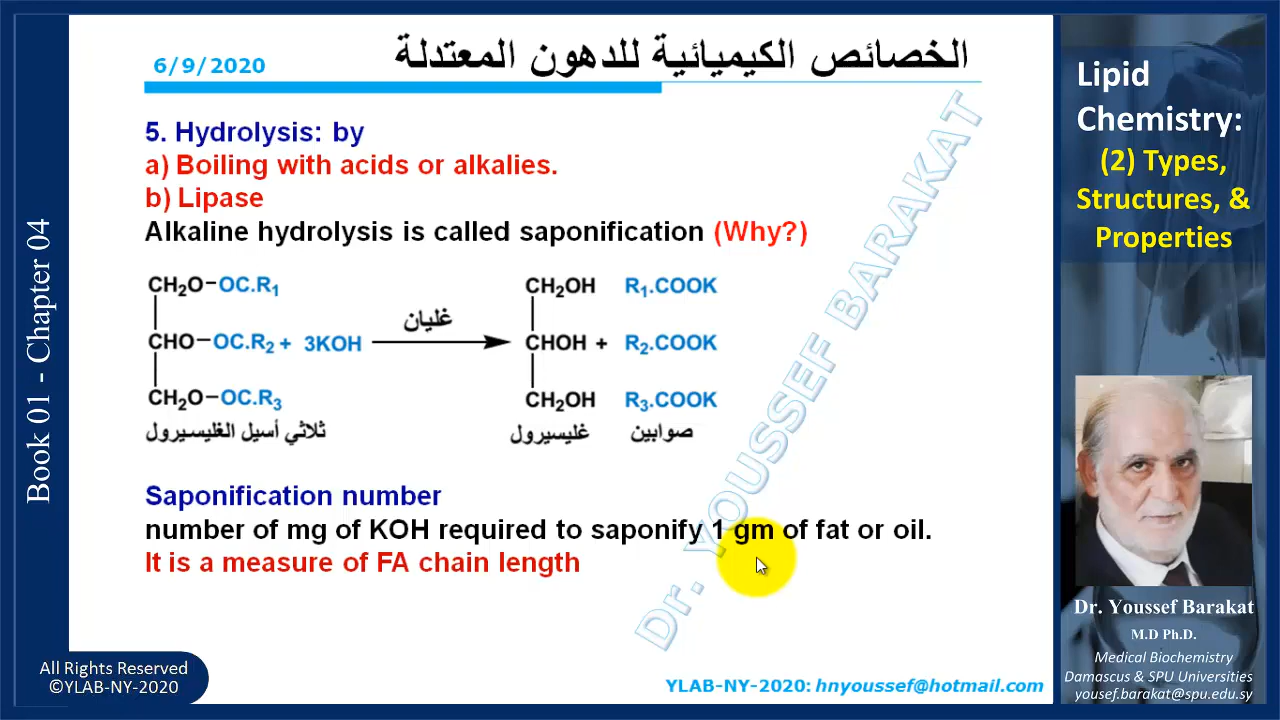 6/9/2020
الخصائص الكيميائية للدهون المعتدلة
5. Hydrolysis: by
a) Boiling with acids or alkalies.
b) Lipase
Alkaline hydrolysis is called saponification (Why?)
CH₂O–OC.R₁
CHO–OC.R₂ + 3KOH
CH₂O–OC.R₃
ثلاثي أسيل الغليسيرول
غليان
CH₂OH R₁.COOK
CHOH + R₂.COOK
CH₂OH R₃.COOK
غليسيرول
صوابين
Saponification number
number of mg of KOH required to saponify 1 gm of fat or oil.
It is a measure of FA chain length
Dr. YOUSSEF BARAKAT
YLAB-NY-2020: hnyoussef@hotmail.com
Book 01 - Chapter 04
All Rights Reserved
©YLAB-NY-2020
Lipid
Chemistry:
(2) Types,
Structures, &
Properties
Dr. Youssef Barakat
M.D Ph.D.
Medical Biochemistry
Damascus & SPU Universities
yousef.barakat@spu.edu.sy